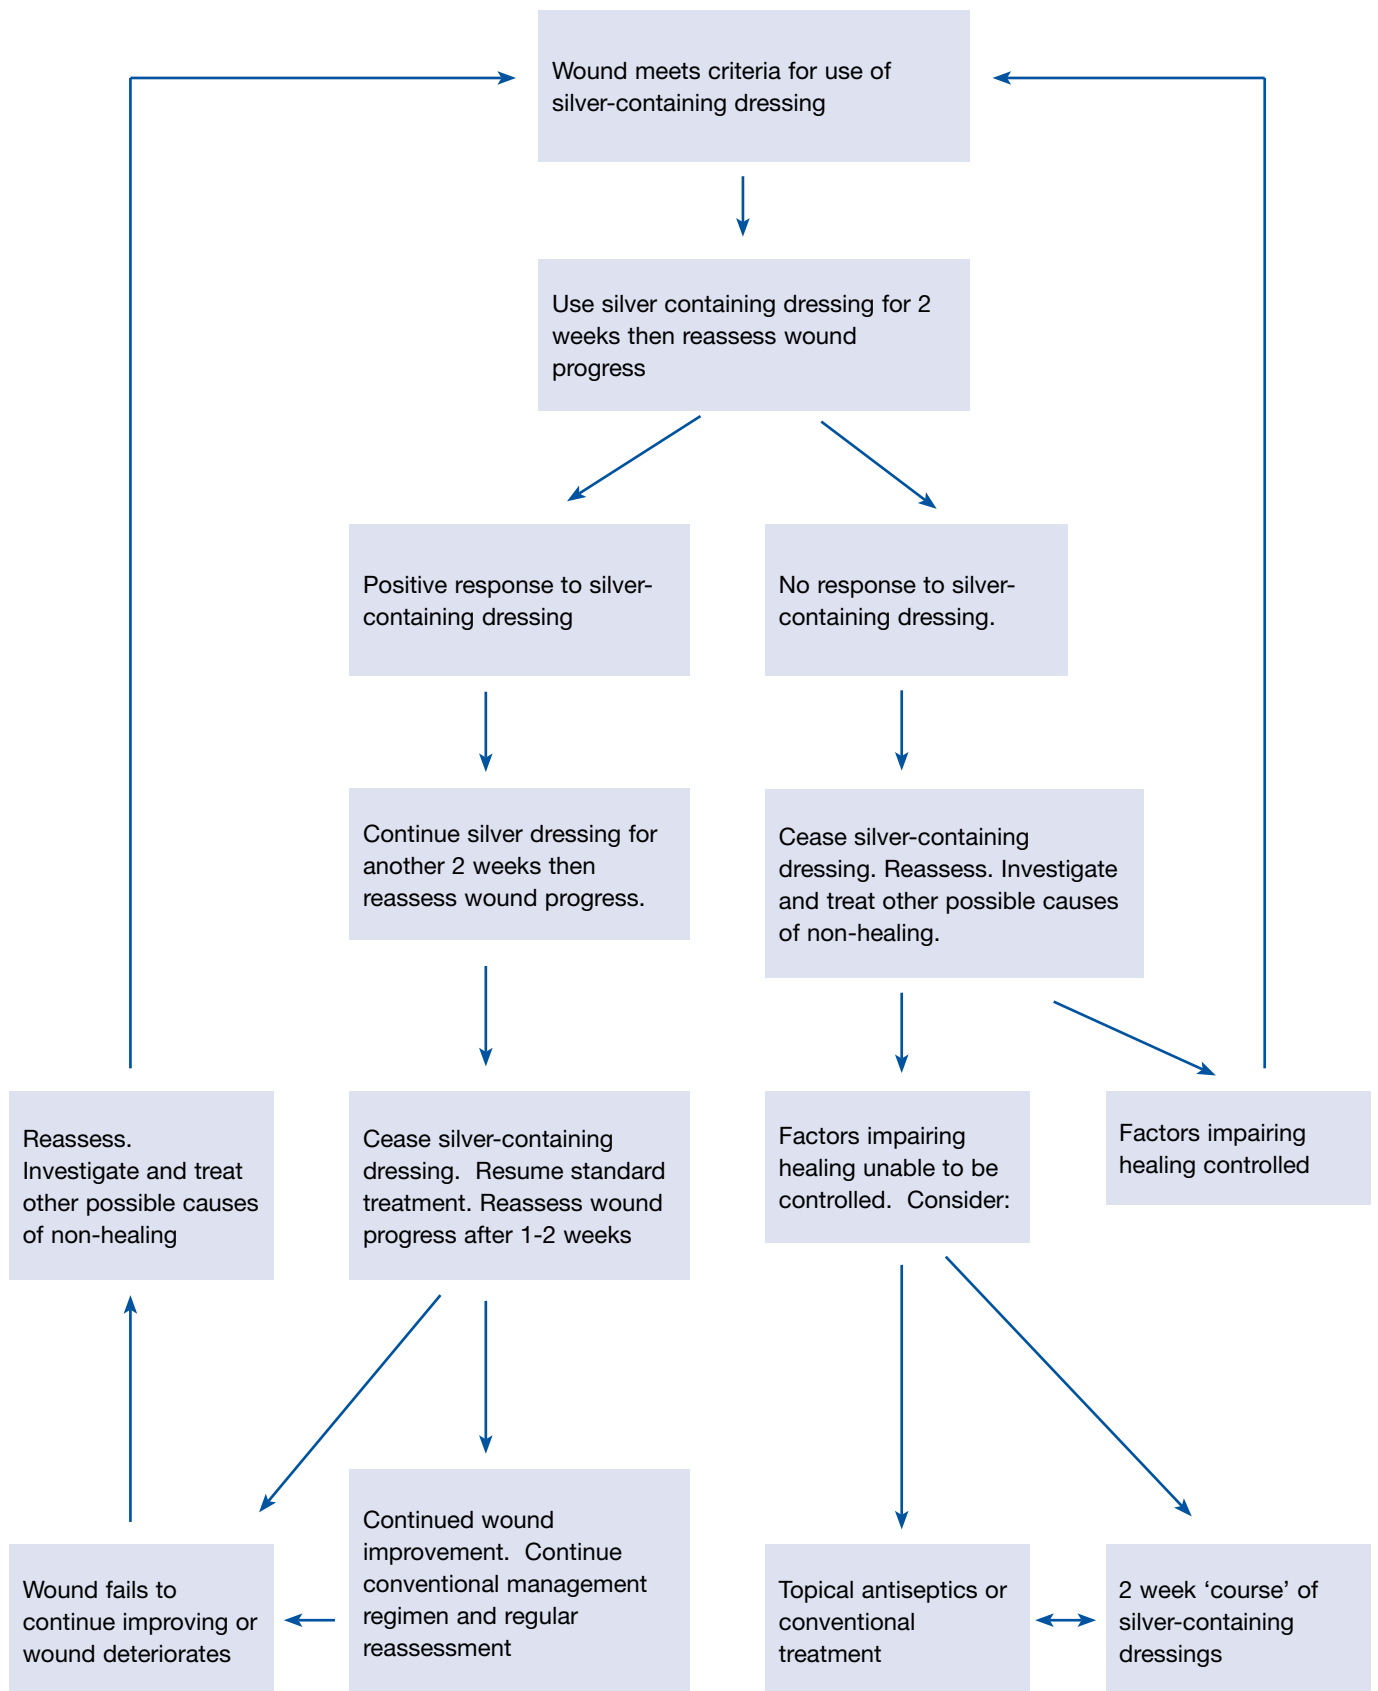 Wound meets criteria for use of
silver-containing dressing
Use silver containing dressing for 2
weeks then reassess wound
progress
Positive response to silver-
containing dressing
No response to silver-
containing dressing.
Continue silver dressing for
another 2 weeks then
reassess wound progress.
Cease silver-containing
dressing. Reassess. Investigate
and treat other possible causes
of non-healing.
Reassess.
Investigate and treat
other possible causes
of non-healing
Cease silver-containing
dressing.  Resume standard
treatment. Reassess wound
progress after 1-2 weeks
Factors impairing
healing unable to be
controlled.  Consider:
Factors impairing
healing controlled
Wound fails to
continue improving or
wound deteriorates
Continued wound
improvement.  Continue
conventional management
regimen and regular
reassessment
Topical antiseptics or
conventional
treatment
2 week ‘course’ of
silver-containing
dressings